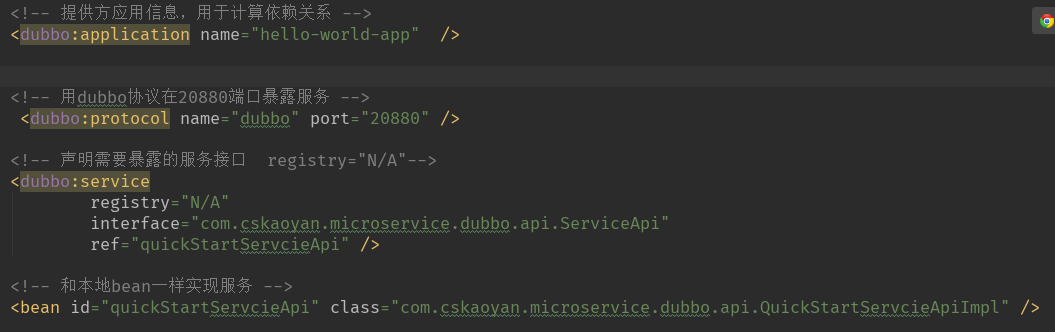 <!-- 提供方应用信息，用于计算依赖关系 -->
<dubbo:application name="hello-world-app"  />
<!-- 用dubbo协议在20880端口暴露服务 -->
<dubbo:protocol name="dubbo" port="20880" />
<!-- 声明需要暴露的服务接口  registry="N/A"-->
<dubbo:service
registry="N/A"
interface="com.cskaoyan.microservice.dubbo.api.ServiceApi"
ref="quickStartServcieApi" />
<!-- 和本地bean一样实现服务 -->
<bean id="quickStartServcieApi" class="com.cskaoyan.microservice.dubbo.api.QuickStartServcieApiImpl" />